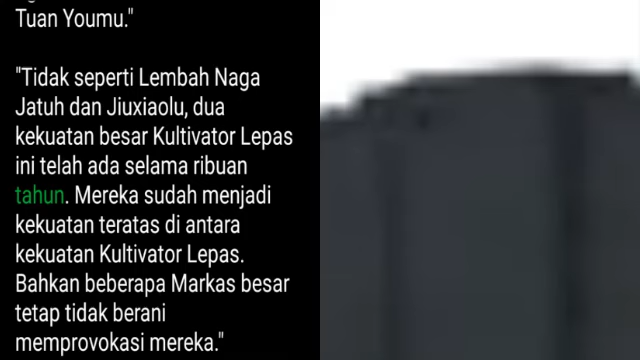 Tuan Youmu."
"Tidak seperti Lembah Naga
Jatuh dan Jiuxiaolu, dua
kekuatan besar Kultivator Lepas
ini telah ada selama ribuan
tahun. Mereka sudah menjadi
kekuatan teratas di antara
kekuatan Kultivator Lepas.
Bahkan beberapa Markas besar
tetap tidak berani
memprovokasi mereka."